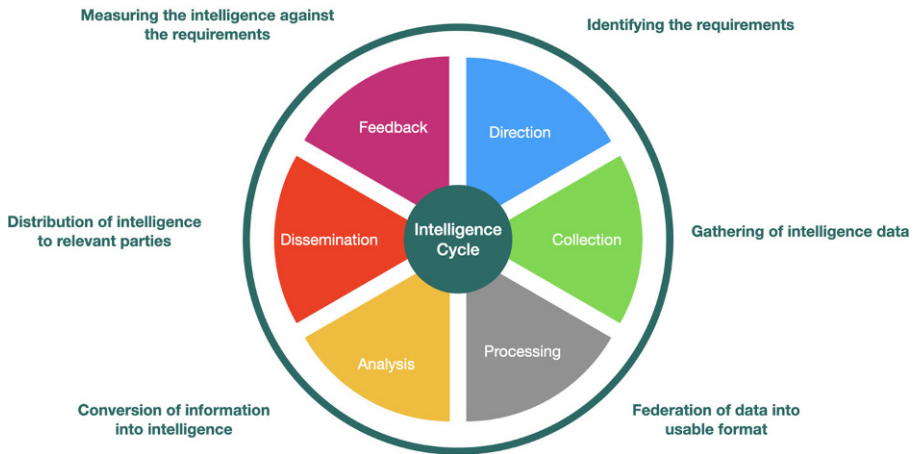 Measuring the intelligence against
the requirements
Identifying the requirements
Feedback
Direction
Distribution of intelligence
to relevant parties
Dissemination
Intelligence
Cycle
Collection
Gathering of intelligence data
Analysis
Processing
Conversion of information
into intelligence
Federation of data into
usable format